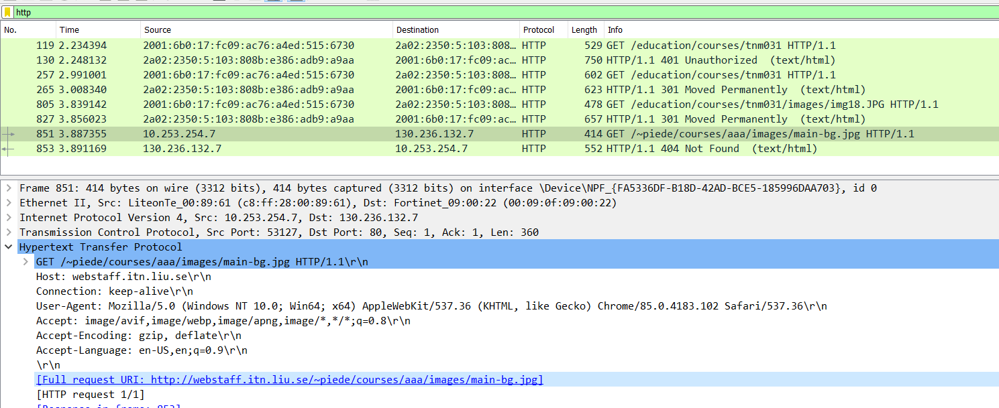 http
No. Time Source Destination Protocol Length Info
119 2.234394 2001:6b0:17:fc09:ac76:a4ed:515:6730 2a02:2350:5:103:808… HTTP 529 GET /education/courses/tnm031 HTTP/1.1
130 2.248132 2a02:2350:5:103:808b:e386:adb9:a9aa 2001:6b0:17:fc09:ac… HTTP 750 HTTP/1.1 401 Unauthorized (text/html)
257 2.991001 2001:6b0:17:fc09:ac76:a4ed:515:6730 2a02:2350:5:103:808… HTTP 602 GET /education/courses/tnm031 HTTP/1.1
265 3.008340 2a02:2350:5:103:808b:e386:adb9:a9aa 2001:6b0:17:fc09:ac… HTTP 623 HTTP/1.1 301 Moved Permanently (text/html)
805 3.839142 2001:6b0:17:fc09:ac76:a4ed:515:6730 2a02:2350:5:103:808… HTTP 478 GET /education/courses/tnm031/images/img18.JPG HTTP/1.1
827 3.856023 2a02:2350:5:103:808b:e386:adb9:a9aa 2001:6b0:17:fc09:ac… HTTP 657 HTTP/1.1 301 Moved Permanently (text/html)
851 3.887355 10.253.254.7 130.236.132.7 HTTP 414 GET /~piede/courses/aaa/images/main-bg.jpg HTTP/1.1
853 3.891169 130.236.132.7 10.253.254.7 HTTP 552 HTTP/1.1 404 Not Found (text/html)
Frame 851: 414 bytes on wire (3312 bits), 414 bytes captured (3312 bits) on interface \Device\NPF_{FA5336DF-B18D-42AD-BCE5-185996DAA703}, id 0
Ethernet II, Src: LiteonTe_00:89:61 (c8:ff:28:00:89:61), Dst: Fortinet_09:00:22 (00:09:0f:09:00:22)
Internet Protocol Version 4, Src: 10.253.254.7, Dst: 130.236.132.7
Transmission Control Protocol, Src Port: 53127, Dst Port: 80, Seq: 1, Ack: 1, Len: 360
Hypertext Transfer Protocol
GET /~piede/courses/aaa/images/main-bg.jpg HTTP/1.1\r\n
Host: webstaff.itn.liu.se\r\n
Connection: keep-alive\r\n
User-Agent: Mozilla/5.0 (Windows NT 10.0; Win64; x64) AppleWebKit/537.36 (KHTML, like Gecko) Chrome/85.0.4183.102 Safari/537.36\r\n
Accept: image/avif,image/webp,image/apng,image/*,*/*;q=0.8\r\n
Accept-Encoding: gzip, deflate\r\n
Accept-Language: en-US,en;q=0.9\r\n
\r\n
[Full request URI: http://webstaff.itn.liu.se/~piede/courses/aaa/images/main-bg.jpg]
[HTTP request 1/1]
[Response in frame: 853]